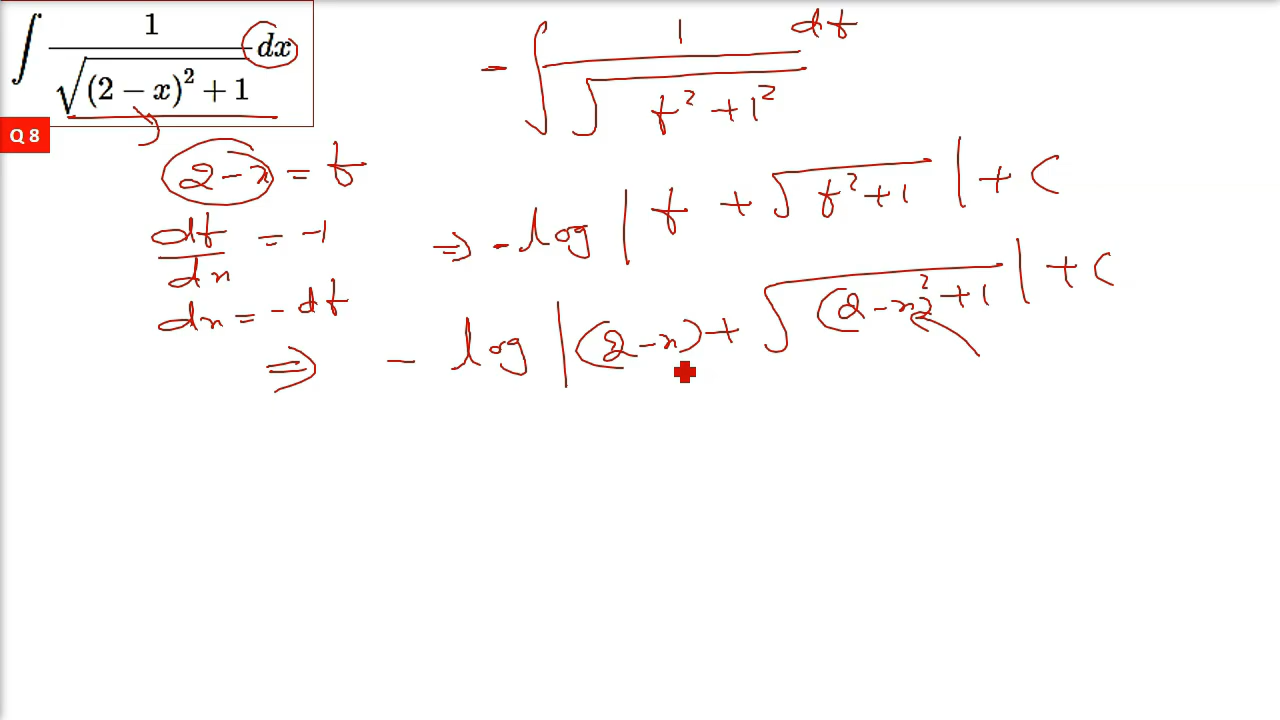 ∫ 1/√((2 − x)² + 1) dx
Q 8
2 − x = t
dt/dx = −1
dx = − dt
− ∫ 1/√(t² + 1²) dt
⇒ − log | t + √(t² + 1) | + C
⇒ − log | (2 − x) + √((2 − x)² + 1) | + C